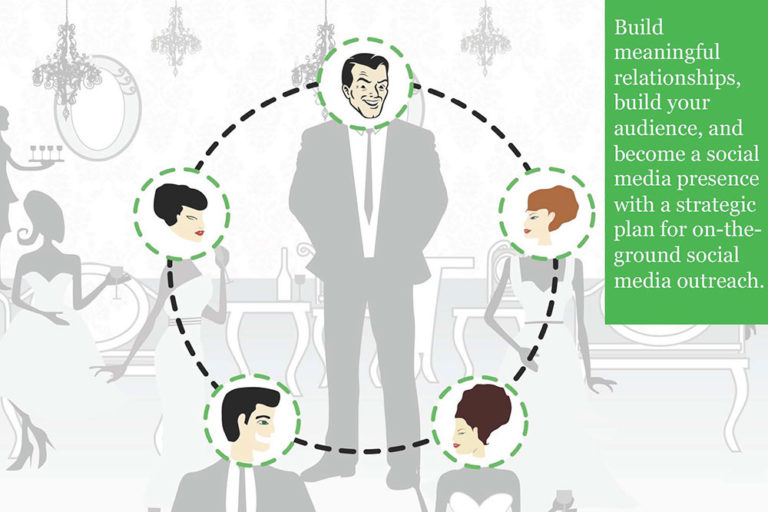 Build
meaningful
relationships,
build your
audience, and
become a social
media presence
with a strategic
plan for on-the-
ground social
media outreach.